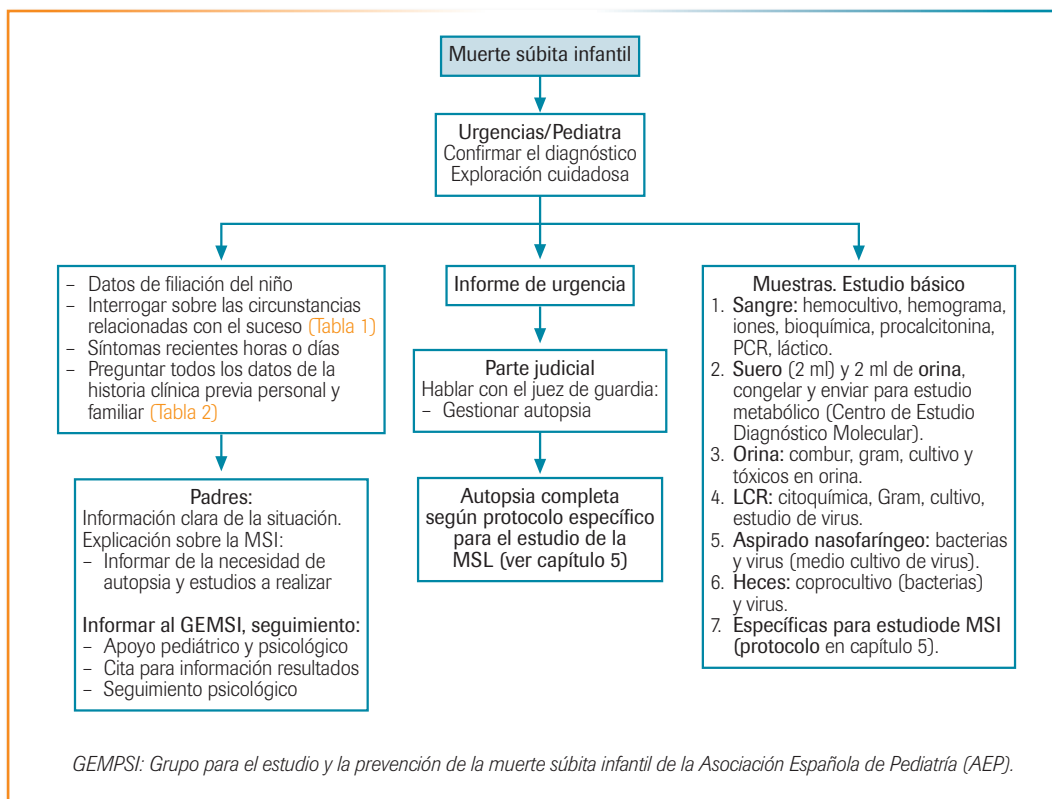 Muerte súbita infantil
Urgencias/Pediatra
Confirmar el diagnóstico
Exploración cuidadosa
– Datos de filiación del niño
– Interrogar sobre las circunstancias
relacionadas con el suceso (Tabla 1)
– Síntomas recientes horas o días
– Preguntar todos los datos de la
historia clínica previa personal y
familiar (Tabla 2)
Padres:
Información clara de la situación.
Explicación sobre la MSI:
– Informar de la necesidad de
autopsia y estudios a realizar
Informar al GEMSI, seguimiento:
– Apoyo pediátrico y psicológico
– Cita para información resultados
– Seguimiento psicológico
Informe de urgencia
Parte judicial
Hablar con el juez de guardia:
– Gestionar autopsia
Autopsia completa
según protocolo específico
para el estudio de la
MSL (ver capítulo 5)
Muestras. Estudio básico
1. Sangre: hemocultivo, hemograma,
iones, bioquímica, procalcitonina,
PCR, láctico.
2. Suero (2 ml) y 2 ml de orina,
congelar y enviar para estudio
metabólico (Centro de Estudio
Diagnóstico Molecular).
3. Orina: combur, gram, cultivo y
tóxicos en orina.
4. LCR: citoquímica, Gram, cultivo,
estudio de virus.
5. Aspirado nasofaríngeo: bacterias
y virus (medio cultivo de virus).
6. Heces: coprocultivo (bacterias)
y virus.
7. Específicas para estudiode MSI
(protocolo en capítulo 5).
GEMPSI: Grupo para el estudio y la prevención de la muerte súbita infantil de la Asociación Española de Pediatría (AEP).